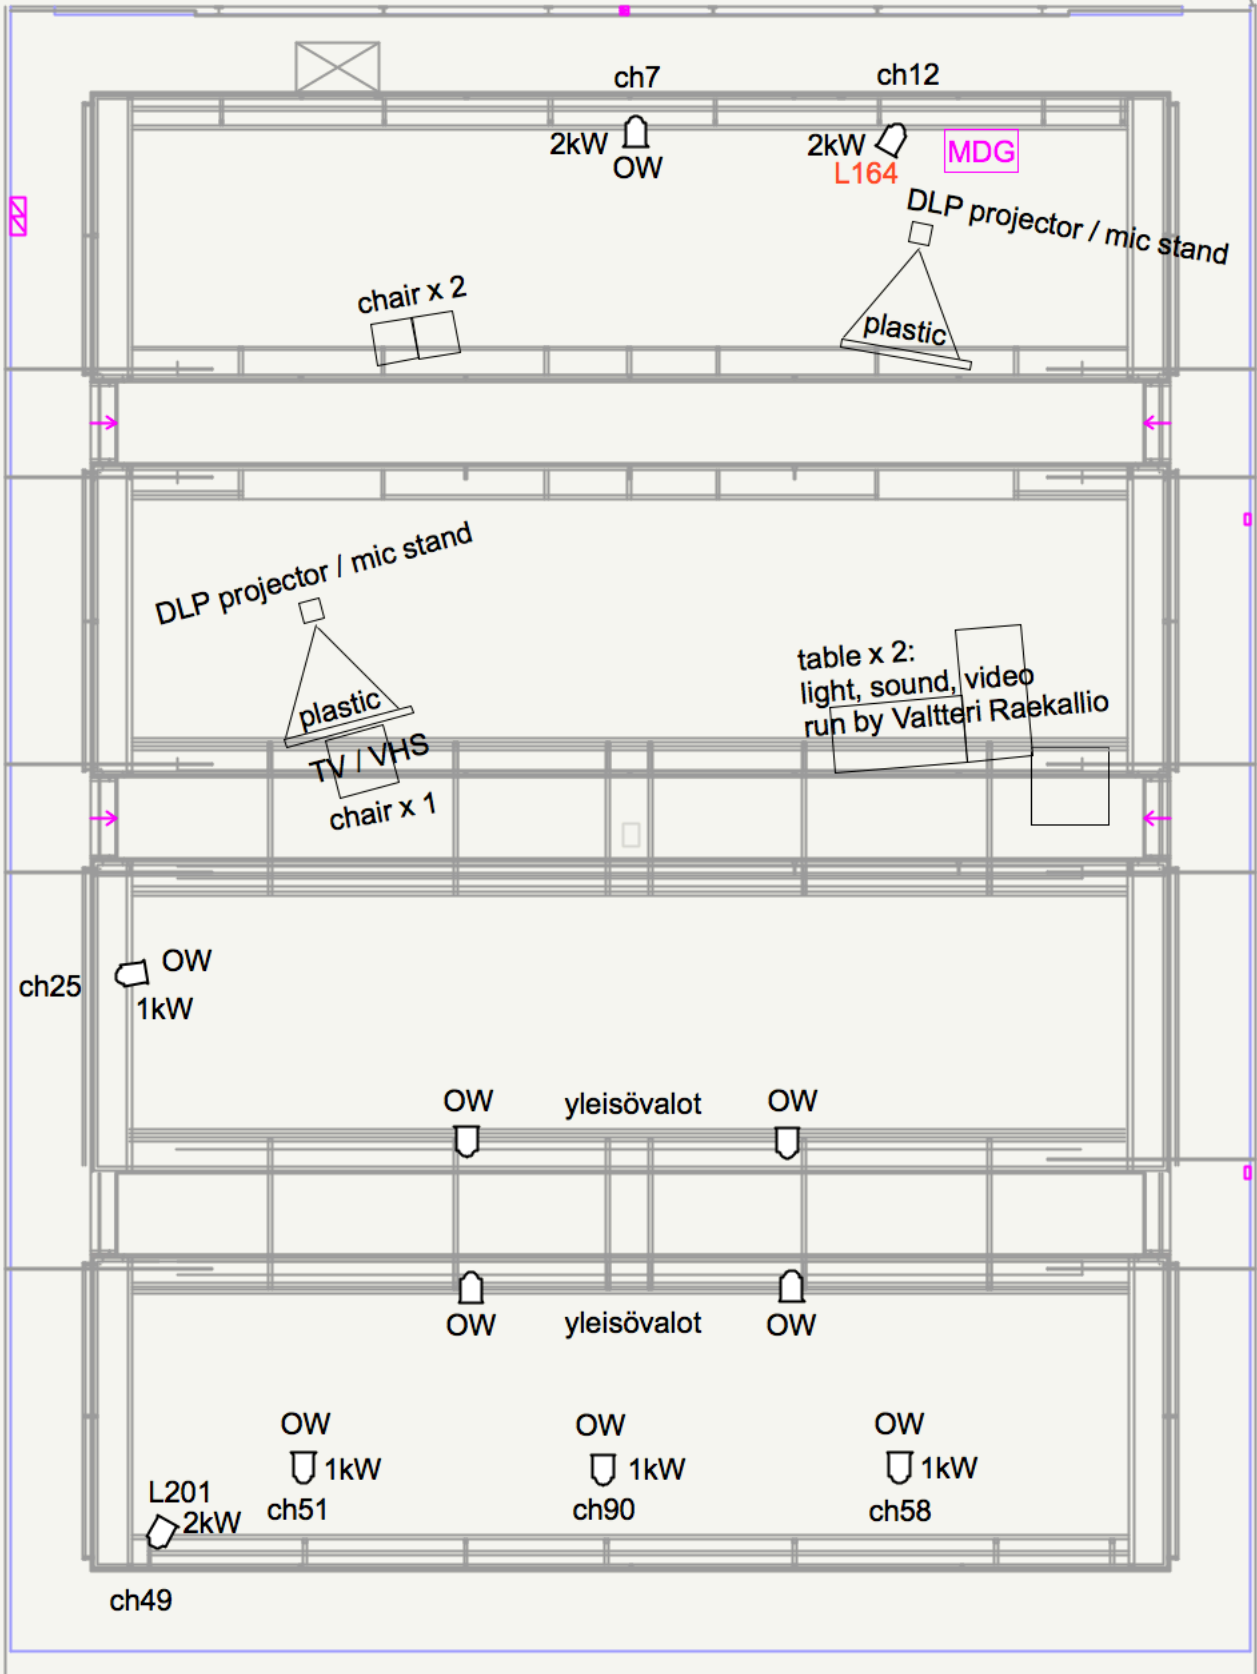 ch7
ch12
2kW
OW
2kW
L164
MDG
DLP projector / mic stand
chair x 2
plastic
DLP projector / mic stand
plastic
TV / VHS
chair x 1
table x 2:
light, sound, video
run by Valtteri Raekallio
OW
ch25
1kW
OW
yleisövalot
OW
OW
yleisövalot
OW
OW
1kW
ch51
OW
1kW
ch90
OW
1kW
ch58
L201
2kW
ch49